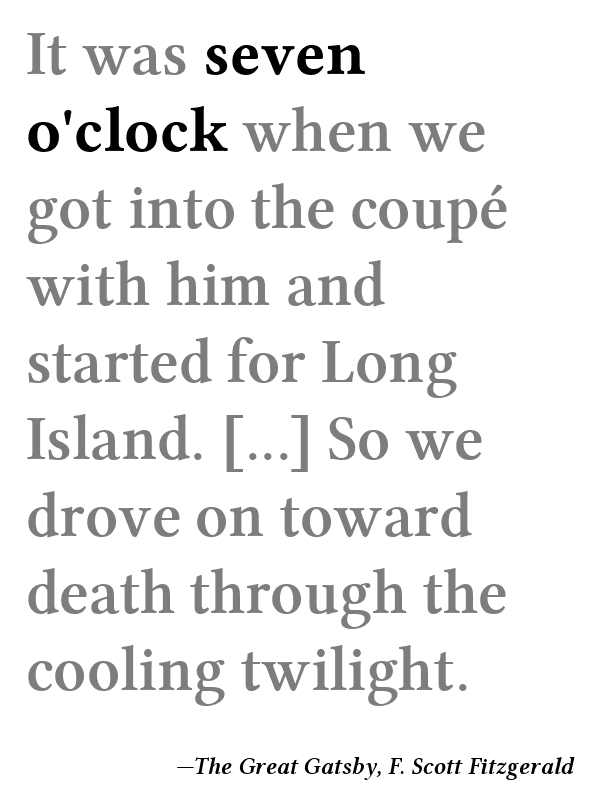 It was seven
o'clock when we
got into the coupé
with him and
started for Long
Island. [...] So we
drove on toward
death through the
cooling twilight.
—The Great Gatsby, F. Scott Fitzgerald